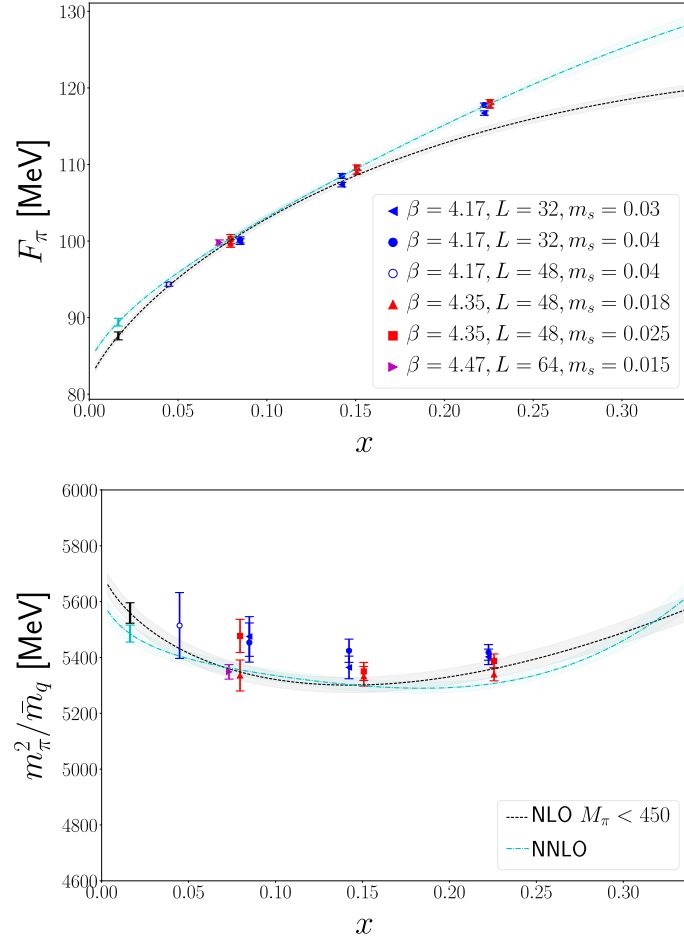 130
120
110
100
90
80
F_π [MeV]
β = 4.17, L = 32, m_s = 0.03
β = 4.17, L = 32, m_s = 0.04
β = 4.17, L = 48, m_s = 0.04
β = 4.35, L = 48, m_s = 0.018
β = 4.35, L = 48, m_s = 0.025
β = 4.47, L = 64, m_s = 0.015
0.00 0.05 0.10 0.15 0.20 0.25 0.30
x
6000
5800
5600
5400
5200
5000
4800
4600
m_π^2/m̄_q [MeV]
NLO M_π < 450
NNLO
0.00 0.05 0.10 0.15 0.20 0.25 0.30
x